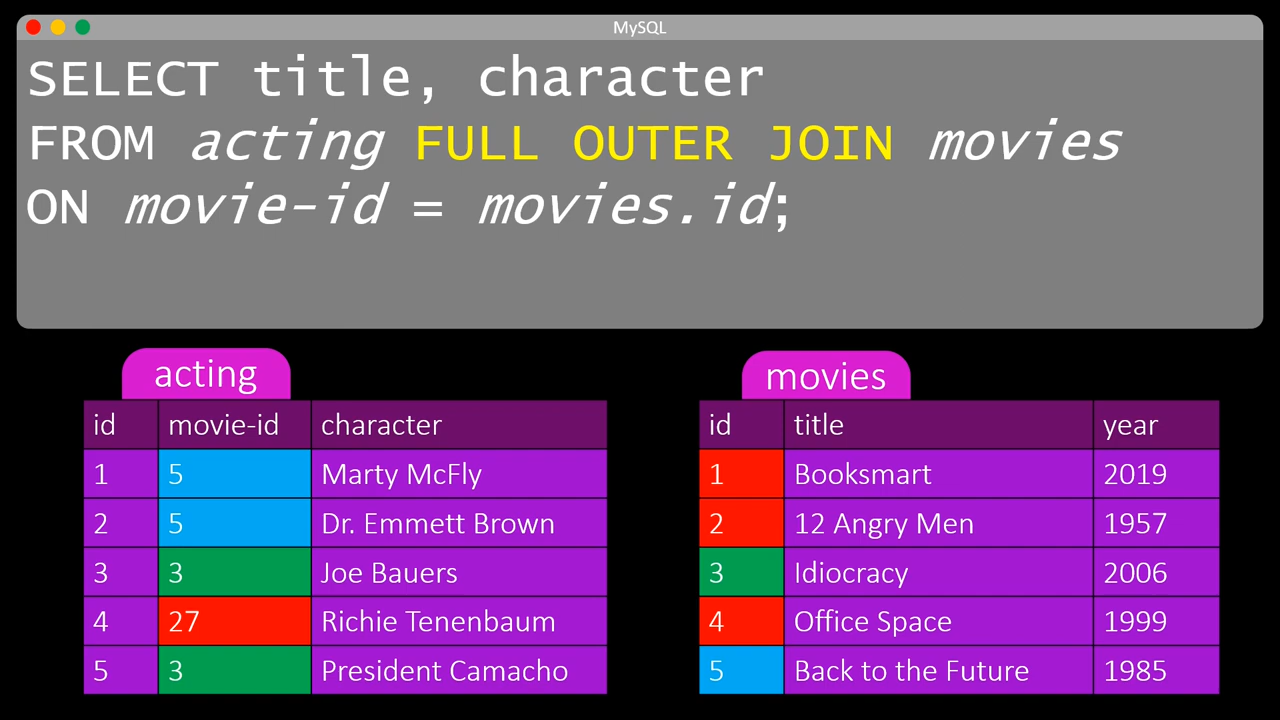 MySQL
SELECT title, character
FROM acting FULL OUTER JOIN movies
ON movie-id = movies.id;
acting
id movie-id character
1 5 Marty McFly
2 5 Dr. Emmett Brown
3 3 Joe Bauers
4 27 Richie Tenenbaum
5 3 President Camacho
movies
id title year
1 Booksmart 2019
2 12 Angry Men 1957
3 Idiocracy 2006
4 Office Space 1999
5 Back to the Future 1985